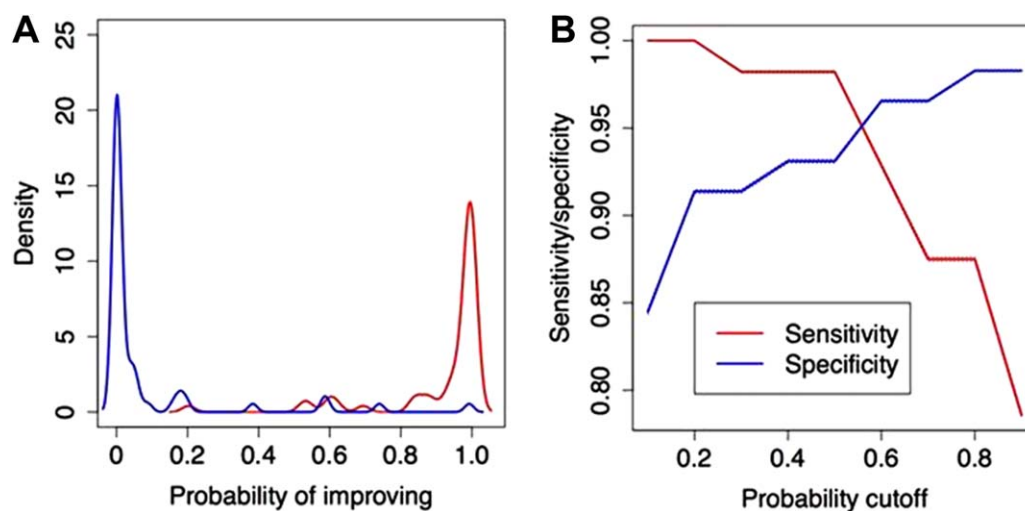 A
Density
25
20
15
10
5
0
0 0.2 0.4 0.6 0.8 1.0
Probability of improving
B
Sensitivity/specificity
1.00
0.95
0.90
0.85
0.80
Sensitivity
Specificity
0.2 0.4 0.6 0.8
Probability cutoff